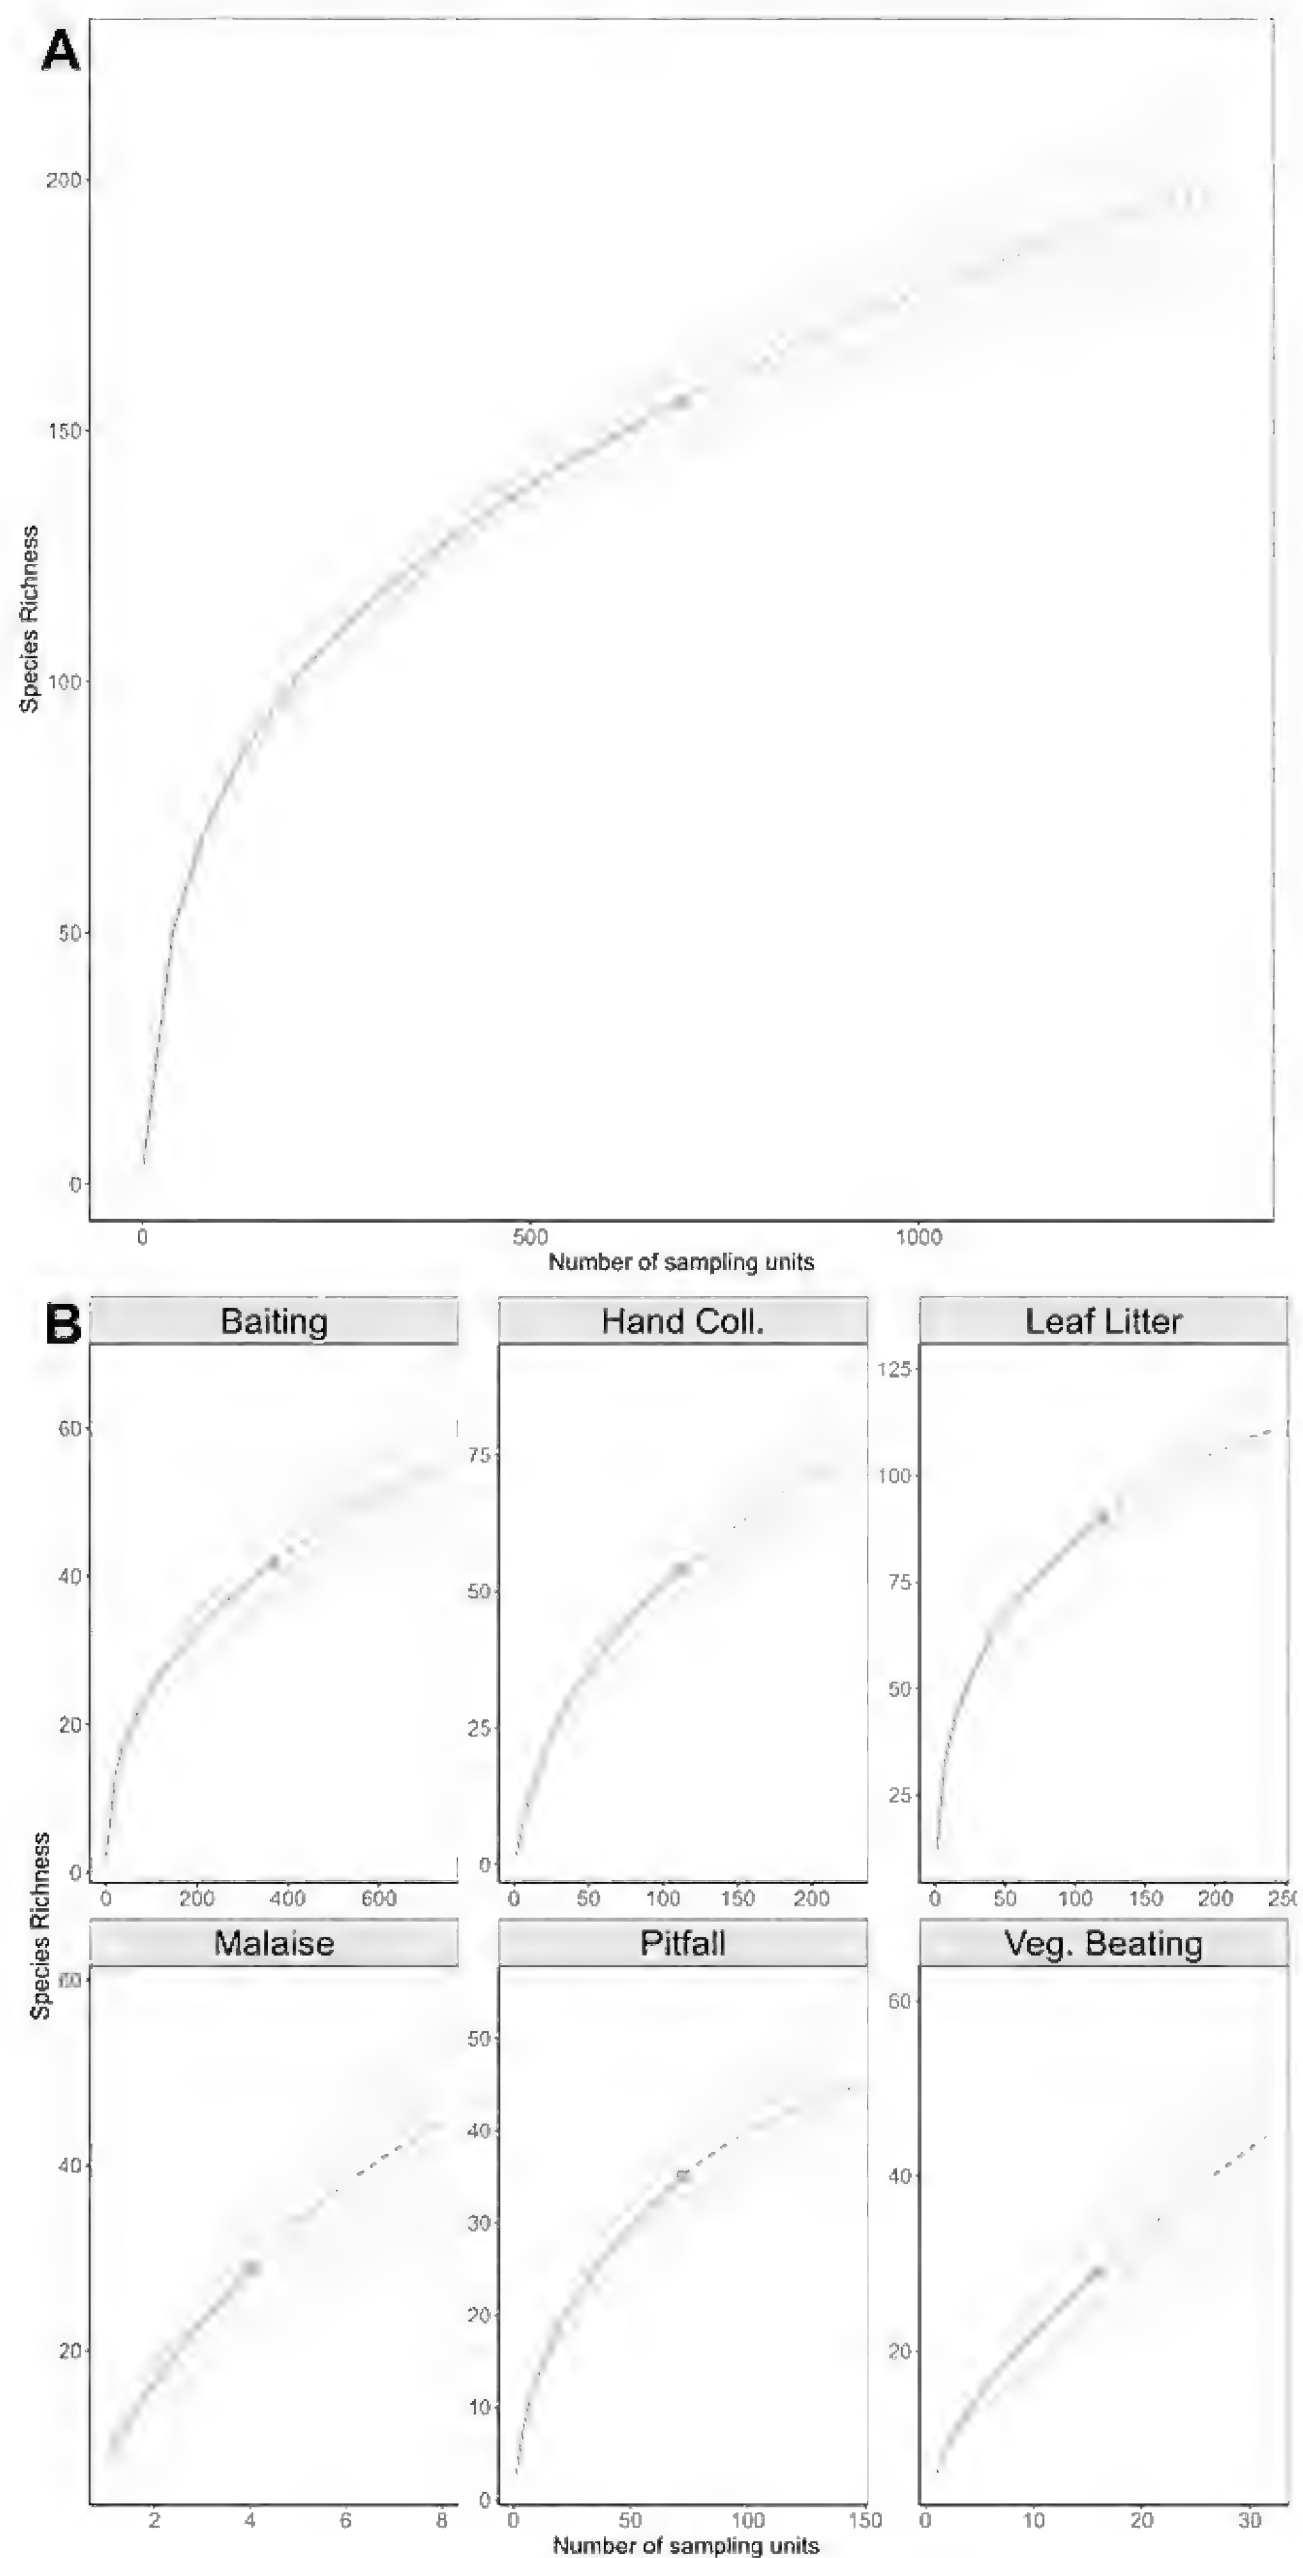 A
200
150
100
50
0
Species Richness
0 500 1000
Number of sampling units
B
Baiting Hand Coll. Leaf Litter
60
40
20
0
75
50
25
0
125
100
75
50
25
0 200 400 600
0 50 100 150 200
0 50 100 150 200 250
Species Richness
Malaise Pitfall Veg. Beating
60
40
20
50
40
30
20
10
0
60
40
20
2 4 6 8
0 50 100 150
0 10 20 30
Number of sampling units